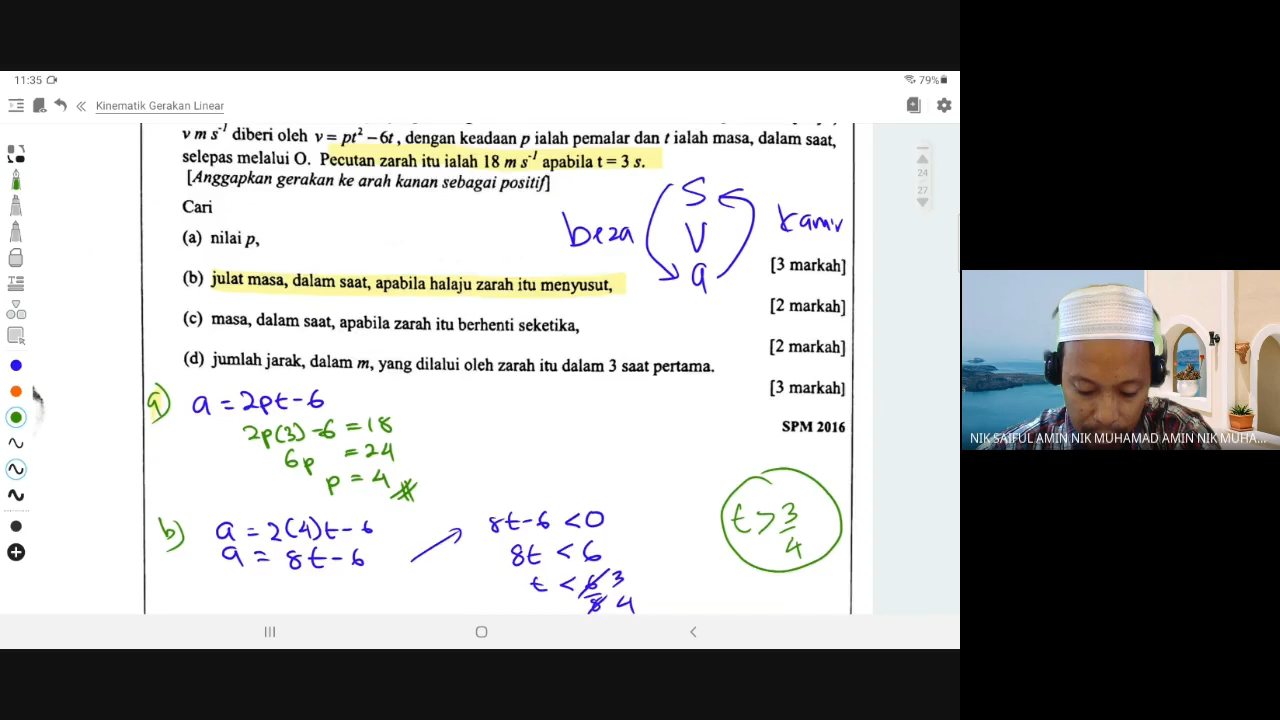 11:35
79%
Kinematik Gerakan Linear
v m s⁻¹ diberi oleh v = pt² – 6t, dengan keadaan p ialah pemalar dan t ialah masa, dalam saat,
selepas melalui O. Pecutan zarah itu ialah 18 m s⁻¹ apabila t = 3 s.
[Anggapkan gerakan ke arah kanan sebagai positif]
Cari
(a) nilai p,
[3 markah]
(b) julat masa, dalam saat, apabila halaju zarah itu menyusut,
[2 markah]
(c) masa, dalam saat, apabila zarah itu berhenti seketika,
[2 markah]
(d) jumlah jarak, dalam m, yang dilalui oleh zarah itu dalam 3 saat pertama.
[3 markah]
SPM 2016
beza
S
V
a
kamir
a) a = 2pt - 6
2p(3) - 6 = 18
6p = 24
p = 4
b) a = 2(4)t - 6
a = 8t - 6
8t - 6 < 0
8t < 6
t < 6/8 3/4
t > 3/4
24
27
NIK SAIFUL AMIN NIK MUHAMAD AMIN NIK MUHA...